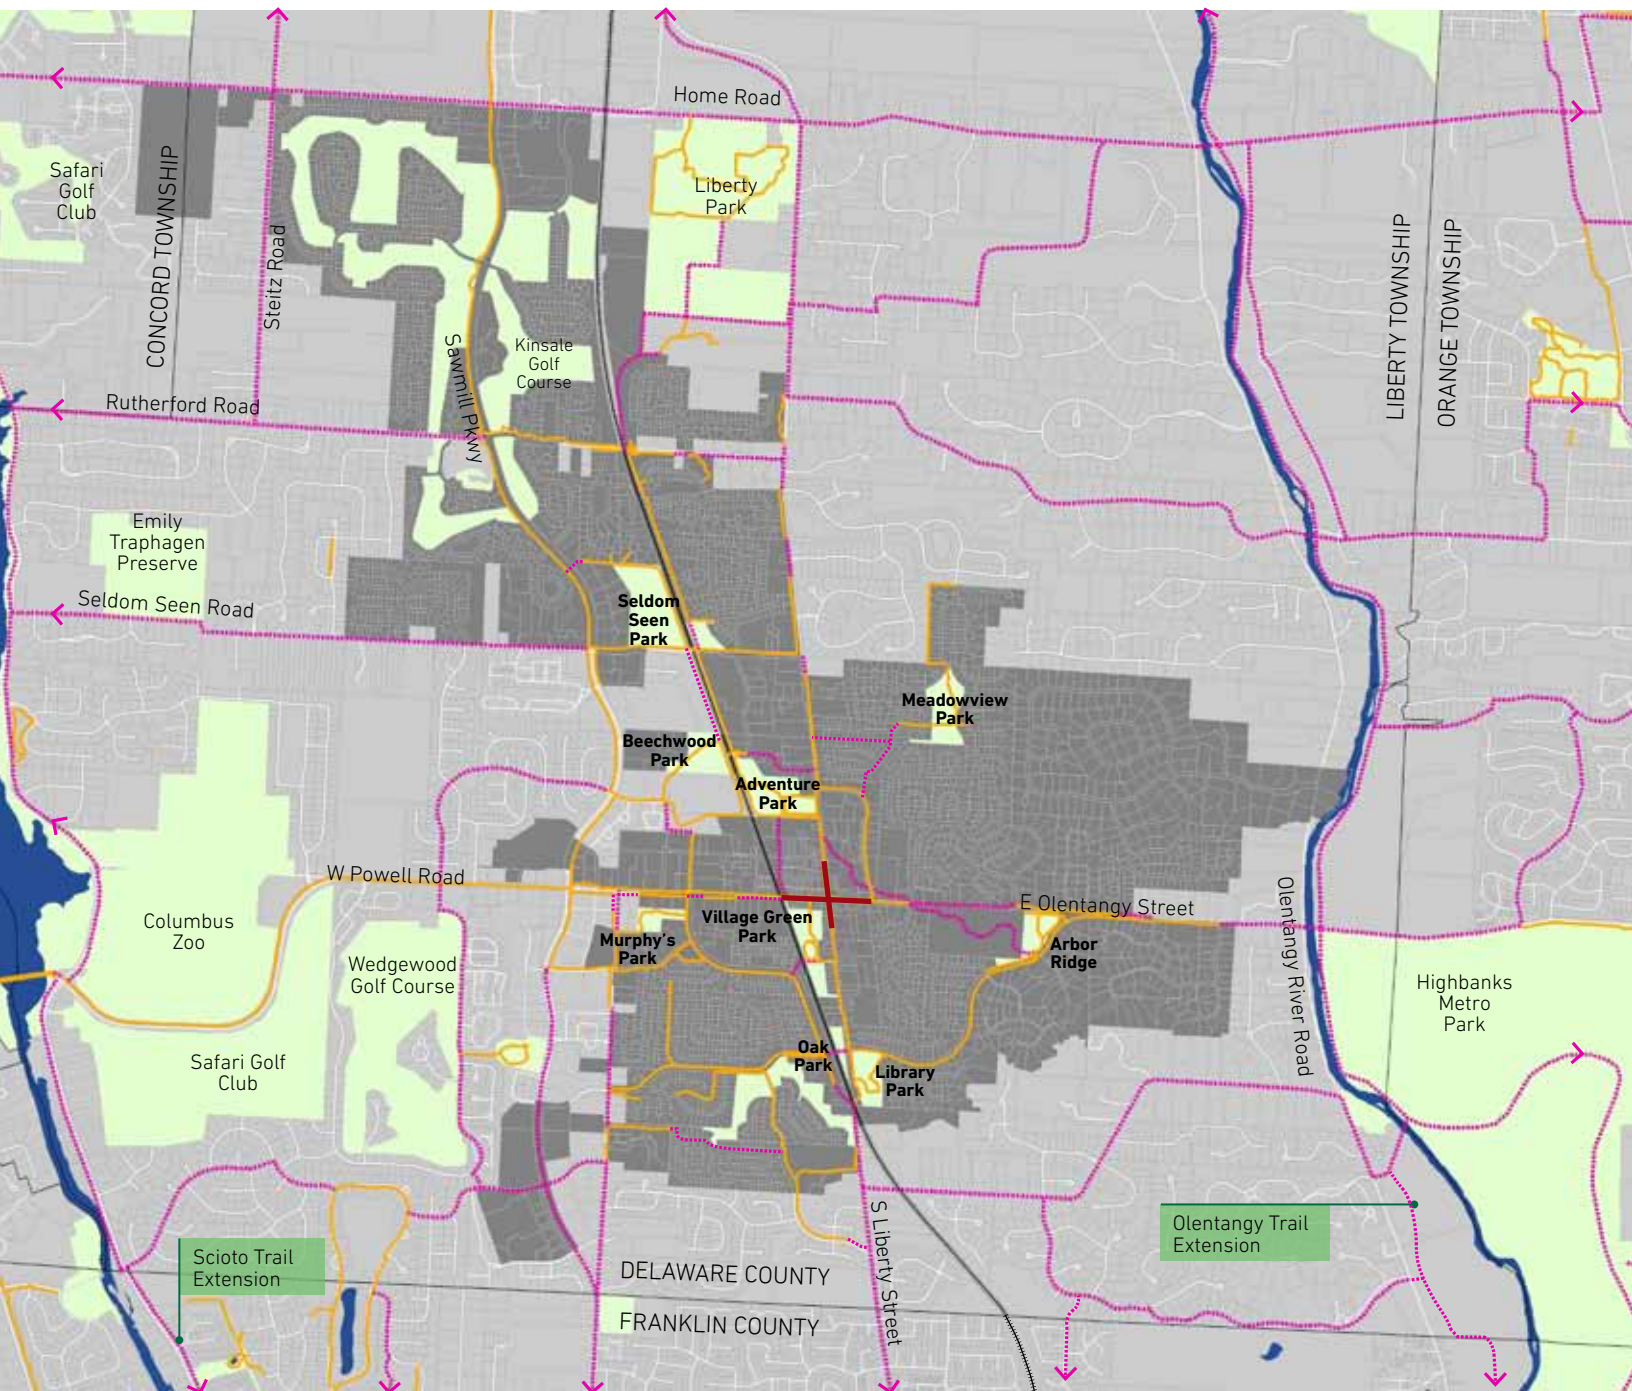 Home Road
Safari
Golf
Club
CONCORD TOWNSHIP
Steitz Road
Liberty
Park
LIBERTY TOWNSHIP
ORANGE TOWNSHIP
Sawmill Pkwy
Kinsale
Golf
Course
Rutherford Road
Emily
Traphagen
Preserve
Seldom Seen Road
Seldom
Seen
Park
Meadowview
Park
Beechwood
Park
Adventure
Park
W Powell Road
E Olentangy Street
Columbus
Zoo
Village Green
Park
Murphy's
Park
Arbor
Ridge
Wedgewood
Golf Course
Olentangy River Road
Highbanks
Metro
Park
Safari Golf
Club
Oak
Park
Library
Park
S Liberty Street
Olentangy Trail
Extension
Scioto Trail
Extension
DELAWARE COUNTY
FRANKLIN COUNTY